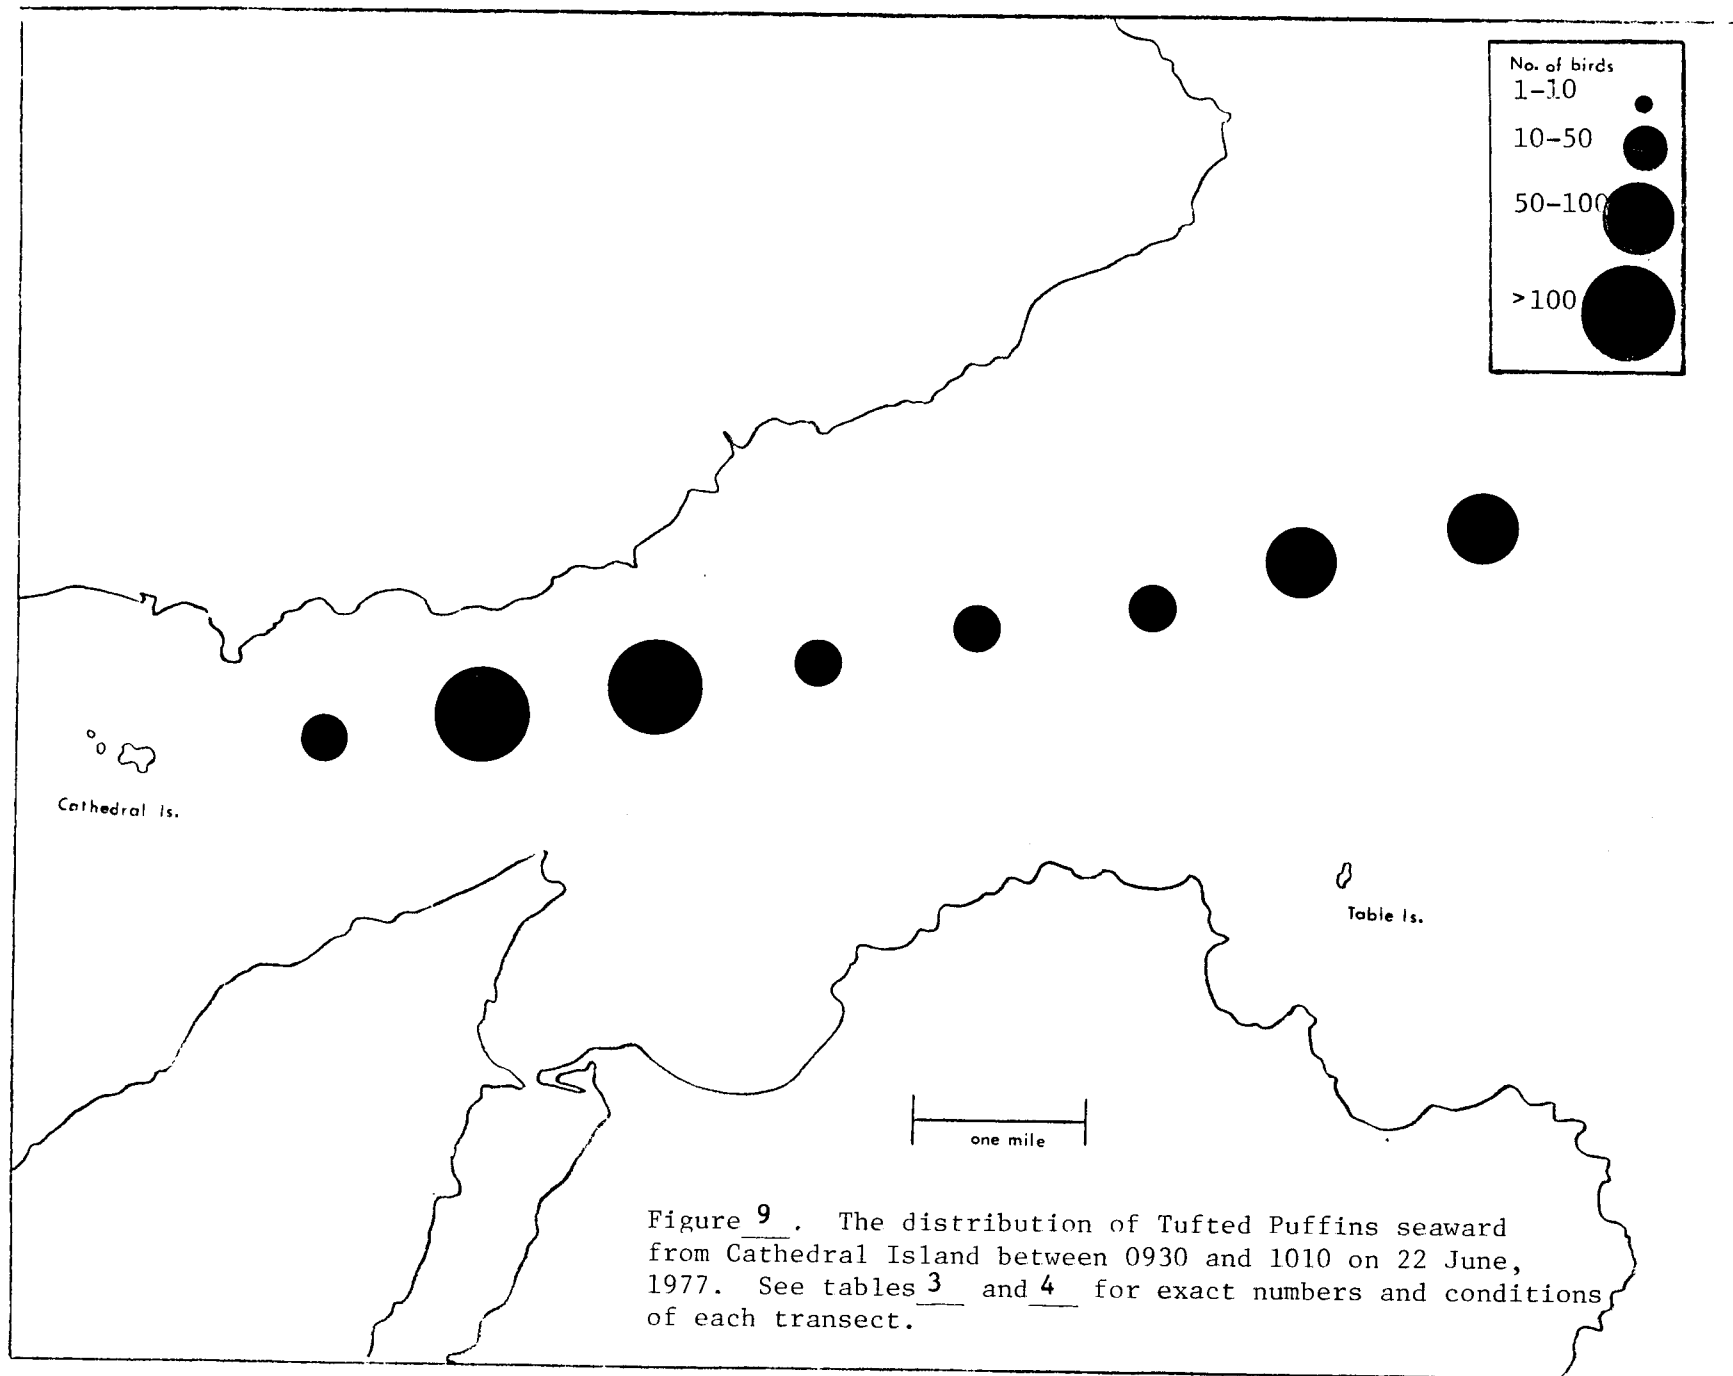 No. of birds
1-10
10-50
50-100
>100
Cathedral Is.
Table Is.
one mile
Figure 9 . The distribution of Tufted Puffins seaward
from Cathedral Island between 0930 and 1010 on 22 June,
1977. See tables 3 and 4 for exact numbers and conditions
of each transect.